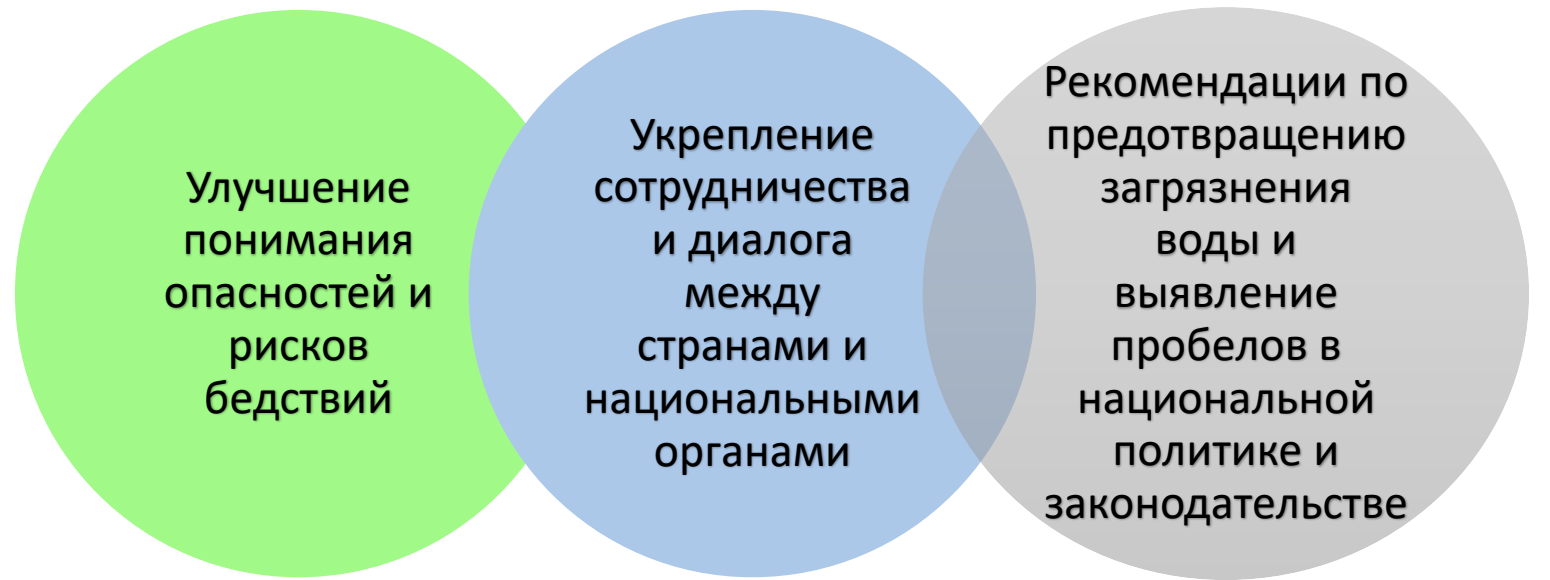 Улучшение
понимания
опасностей и
рисков
бедствий
Укрепление
сотрудничества
и диалога
между
странами и
национальными
органами
Рекомендации по
предотвращению
загрязнения
воды и
выявление
пробелов в
национальной
политике и
законодательстве